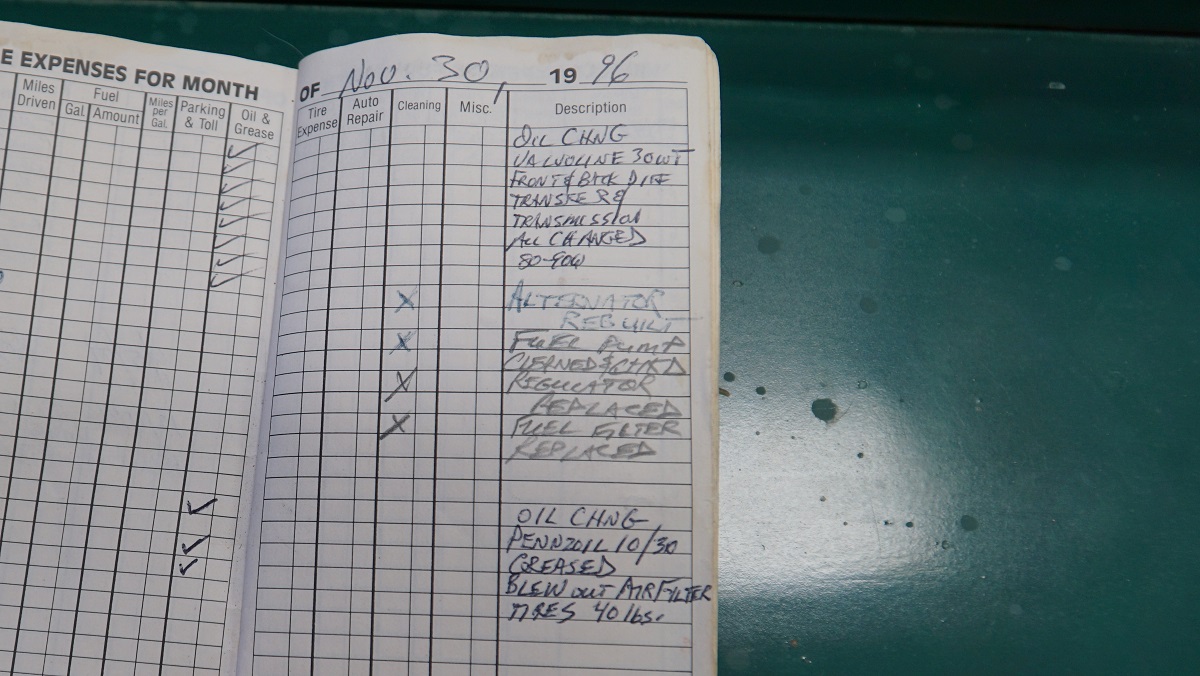 E EXPENSES FOR MONTH
OF Nov. 30, 19 96
Miles Driven
Fuel
Gal. Amount
Miles per Gal.
Parking & Toll
Oil & Grease
Tire Expense
Auto Repair
Cleaning
Misc.
Description
OIL CHNG
VALVOLINE 30WT
FRONT & BACK DIFF
TRANSFER &
TRANSMISSION
ALL CHANGED
80-90W
ALTERNATOR
REBUILT
FUEL PUMP
CLEANED & CHKD
REGULATOR
REPLACED
FUEL FILTER
REPLACED
OIL CHNG
PENNZOIL 10/30
GREASED
BLEW OUT AIR FILTER
TIRES 40 lbs.